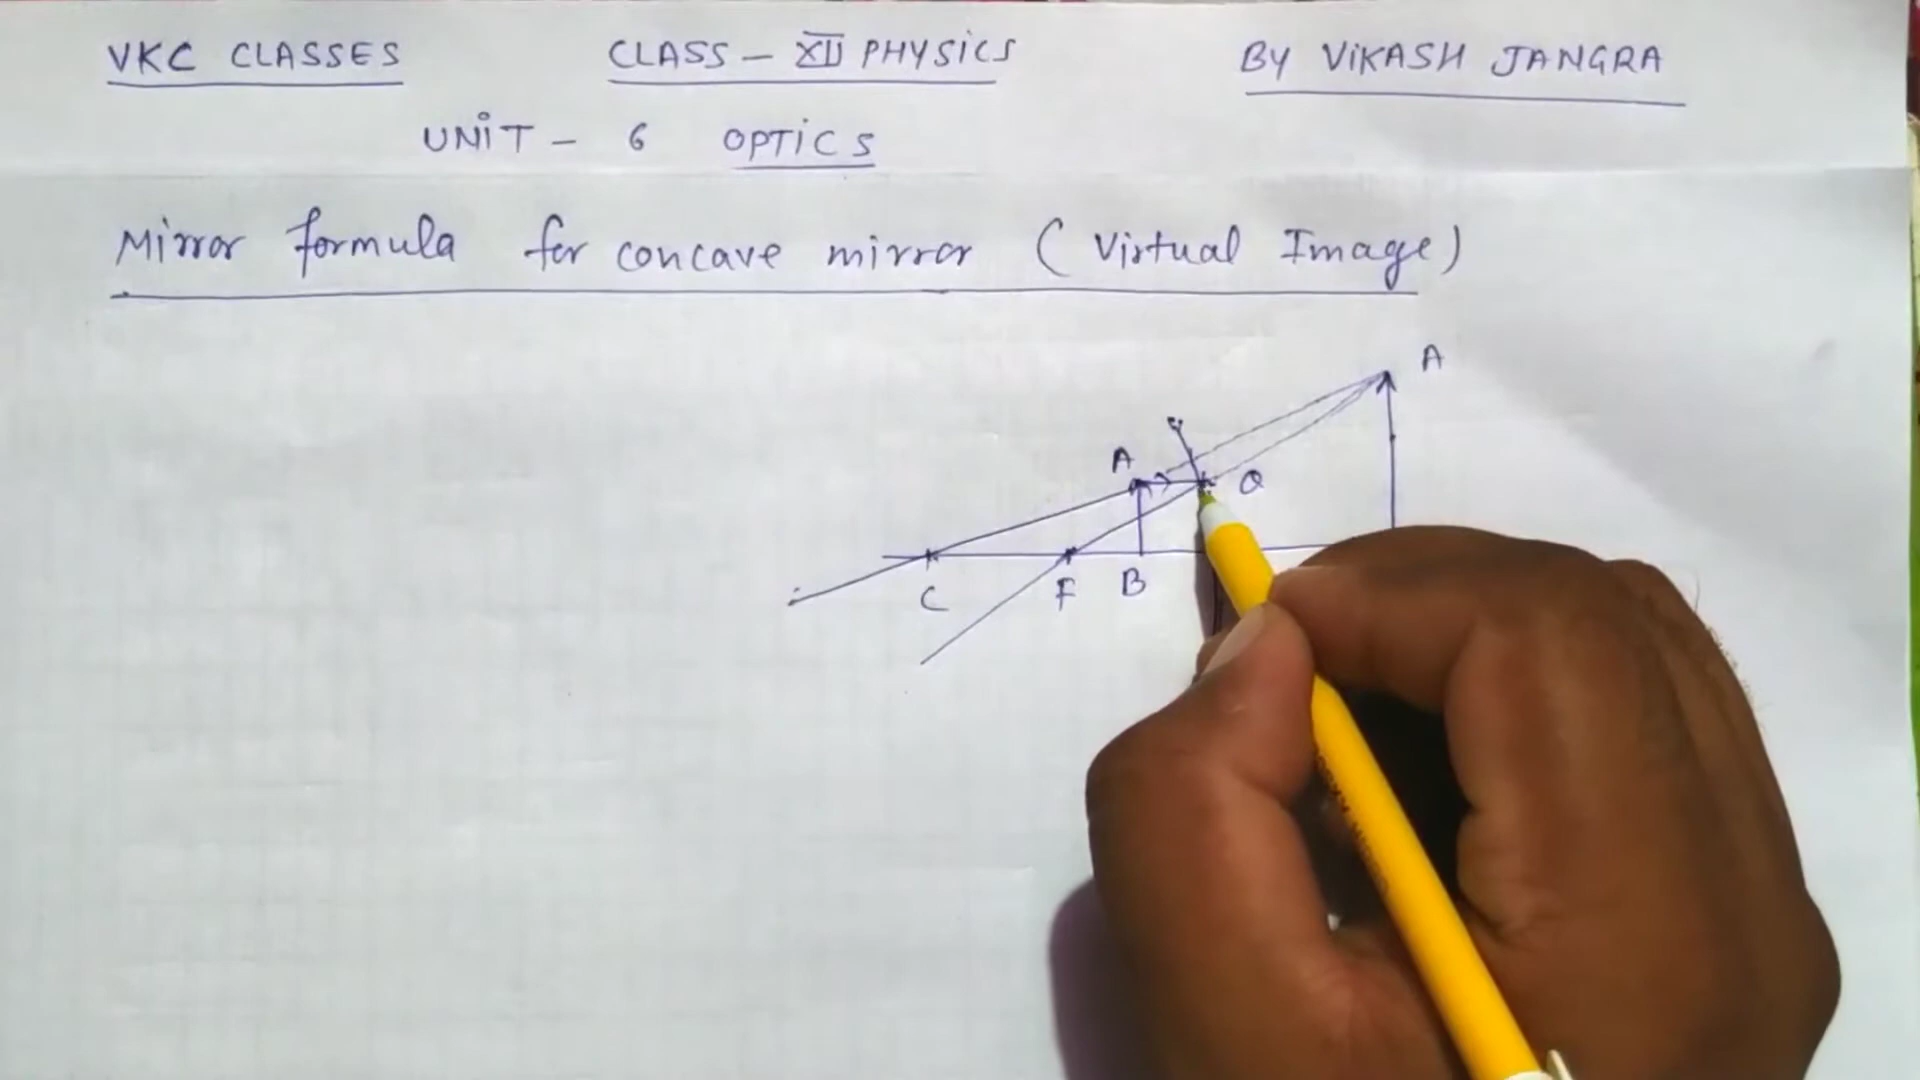 VKC CLASSES CLASS - XII PHYSICS BY VIKASH JANGRA
UNIT - 6 OPTICS
Mirror formula for concave mirror (Virtual Image)
A
A Q
C F B